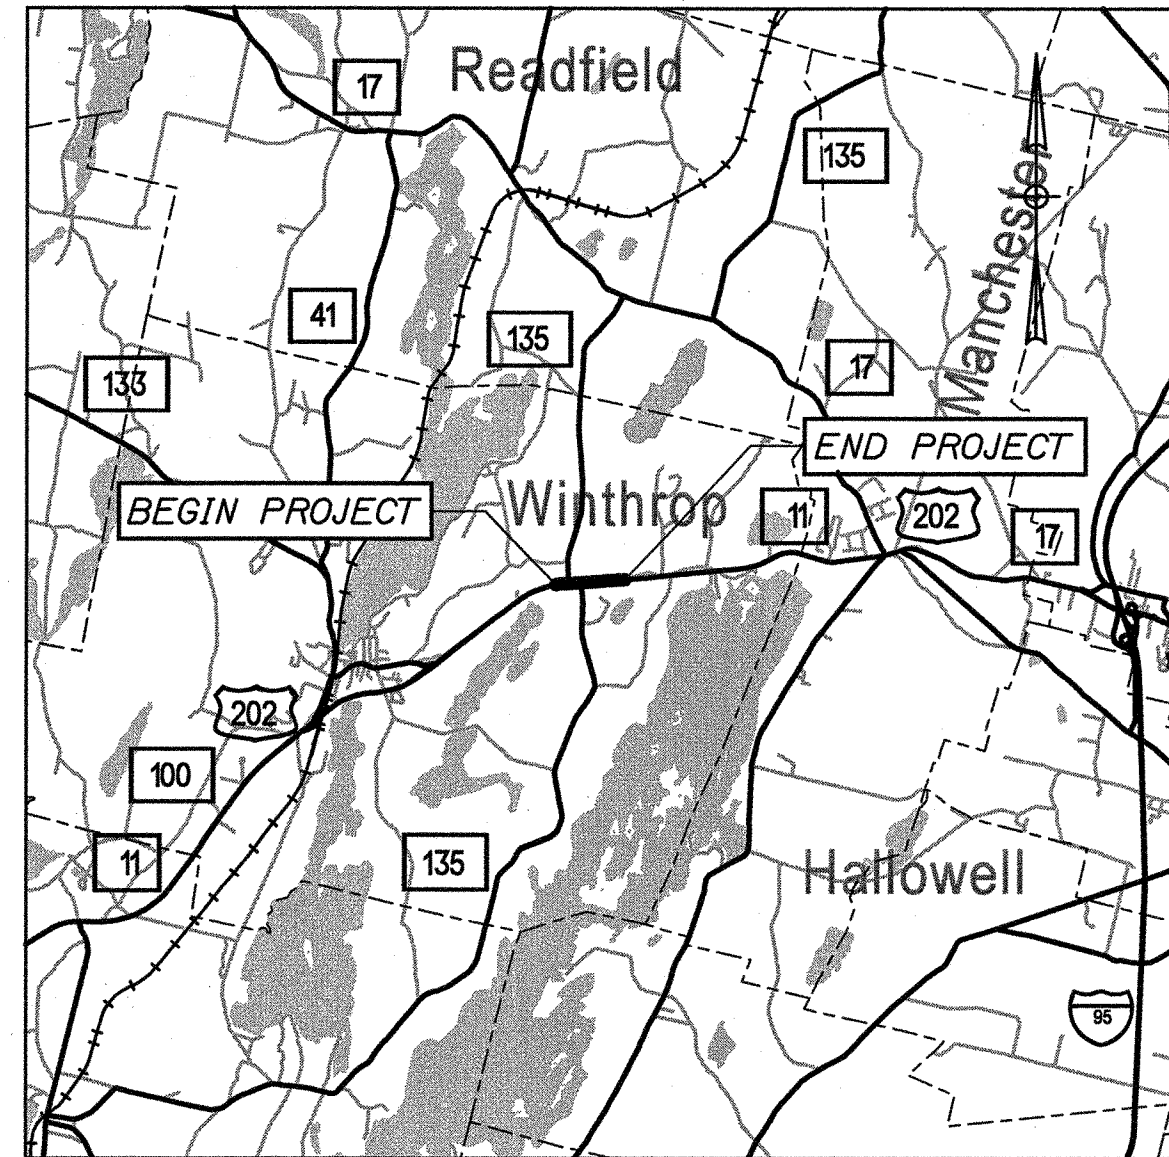 Readfield
17
135
Manchester
41
135
17
133
END PROJECT
BEGIN PROJECT
Winthrop
11
202
17
202
100
11
135
Hallowell
95